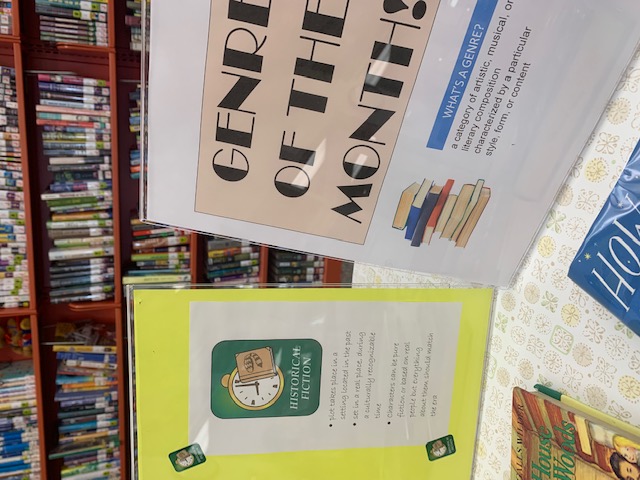 GENRE
OF THE
MONTH!
WHAT'S A GENRE?
a category of artistic, musical, or
literary composition
characterized by a particular
style, form, or content
HISTORICAL
FICTION
• plot takes place in a
setting located in the past
• set in a real place, during
a culturally recognizable
time
• Characters can be pure
fiction or based on real
people but everything
about them should match
the era
HOL
House
Words